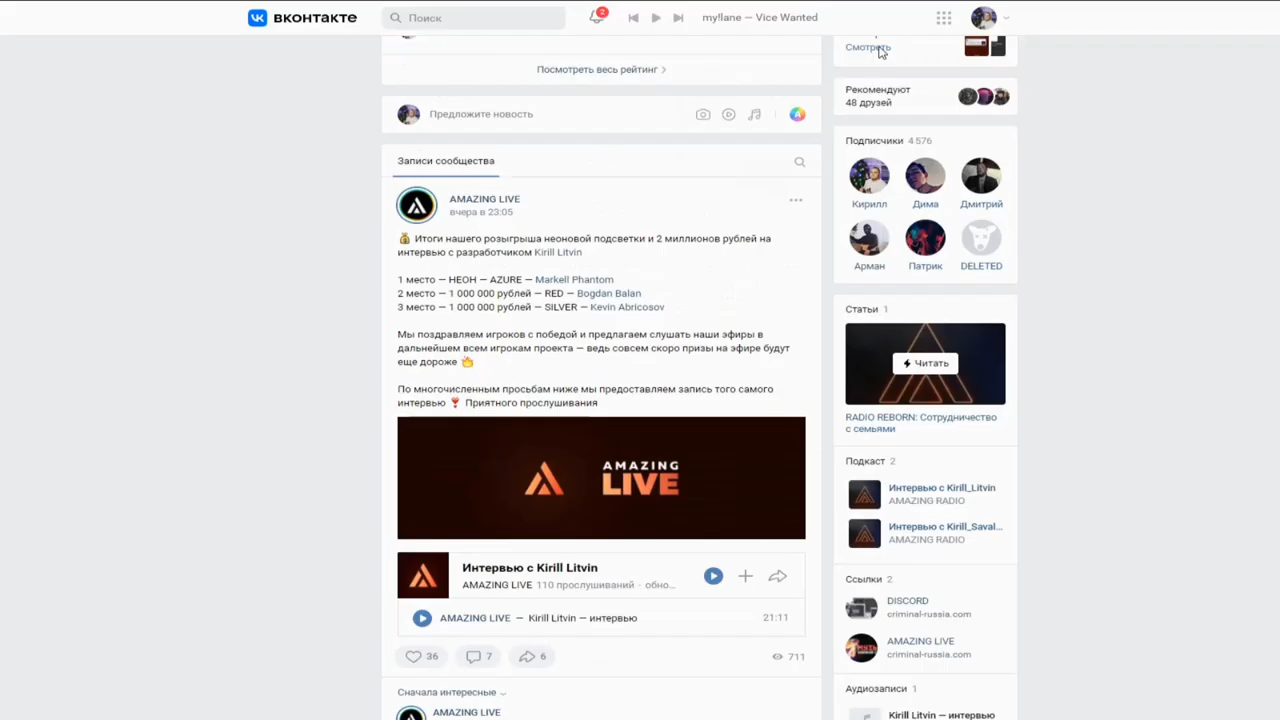 вконтакте
Поиск
2
my!lane — Vice Wanted
Посмотреть весь рейтинг
Предложите новость
Записи сообщества
AMAZING LIVE
вчера в 23:05
Итоги нашего розыгрыша неоновой подсветки и 2 миллионов рублей на
интервью с разработчиком Kirill Litvin
1 место — НЕОН — AZURE — Markell Phantom
2 место — 1 000 000 рублей — RED — Bogdan Balan
3 место — 1 000 000 рублей — SILVER — Kevin Abricosov
Мы поздравляем игроков с победой и предлагаем слушать наши эфиры в
дальнейшем всем игрокам проекта — ведь совсем скоро призы на эфире будут
еще дороже
По многочисленным просьбам ниже мы предоставляем запись того самого
интервью Приятного прослушивания
AMAZING
LIVE
Интервью с Kirill Litvin
AMAZING LIVE 110 прослушиваний · обно...
AMAZING LIVE — Kirill Litvin — интервью
21:11
36
7
6
711
Сначала интересные
AMAZING LIVE
Смотреть
Рекомендуют
48 друзей
Подписчики 4 576
Кирилл
Дима
Дмитрий
Арман
Патрик
DELETED
Статьи 1
Читать
RADIO REBORN: Сотрудничество
с семьями
Подкаст 2
Интервью с Kirill_Litvin
AMAZING RADIO
Интервью с Kirill_Saval...
AMAZING RADIO
Ссылки 2
DISCORD
criminal-russia.com
AMAZING LIVE
criminal-russia.com
Аудиозаписи 1
Kirill Litvin — интервью